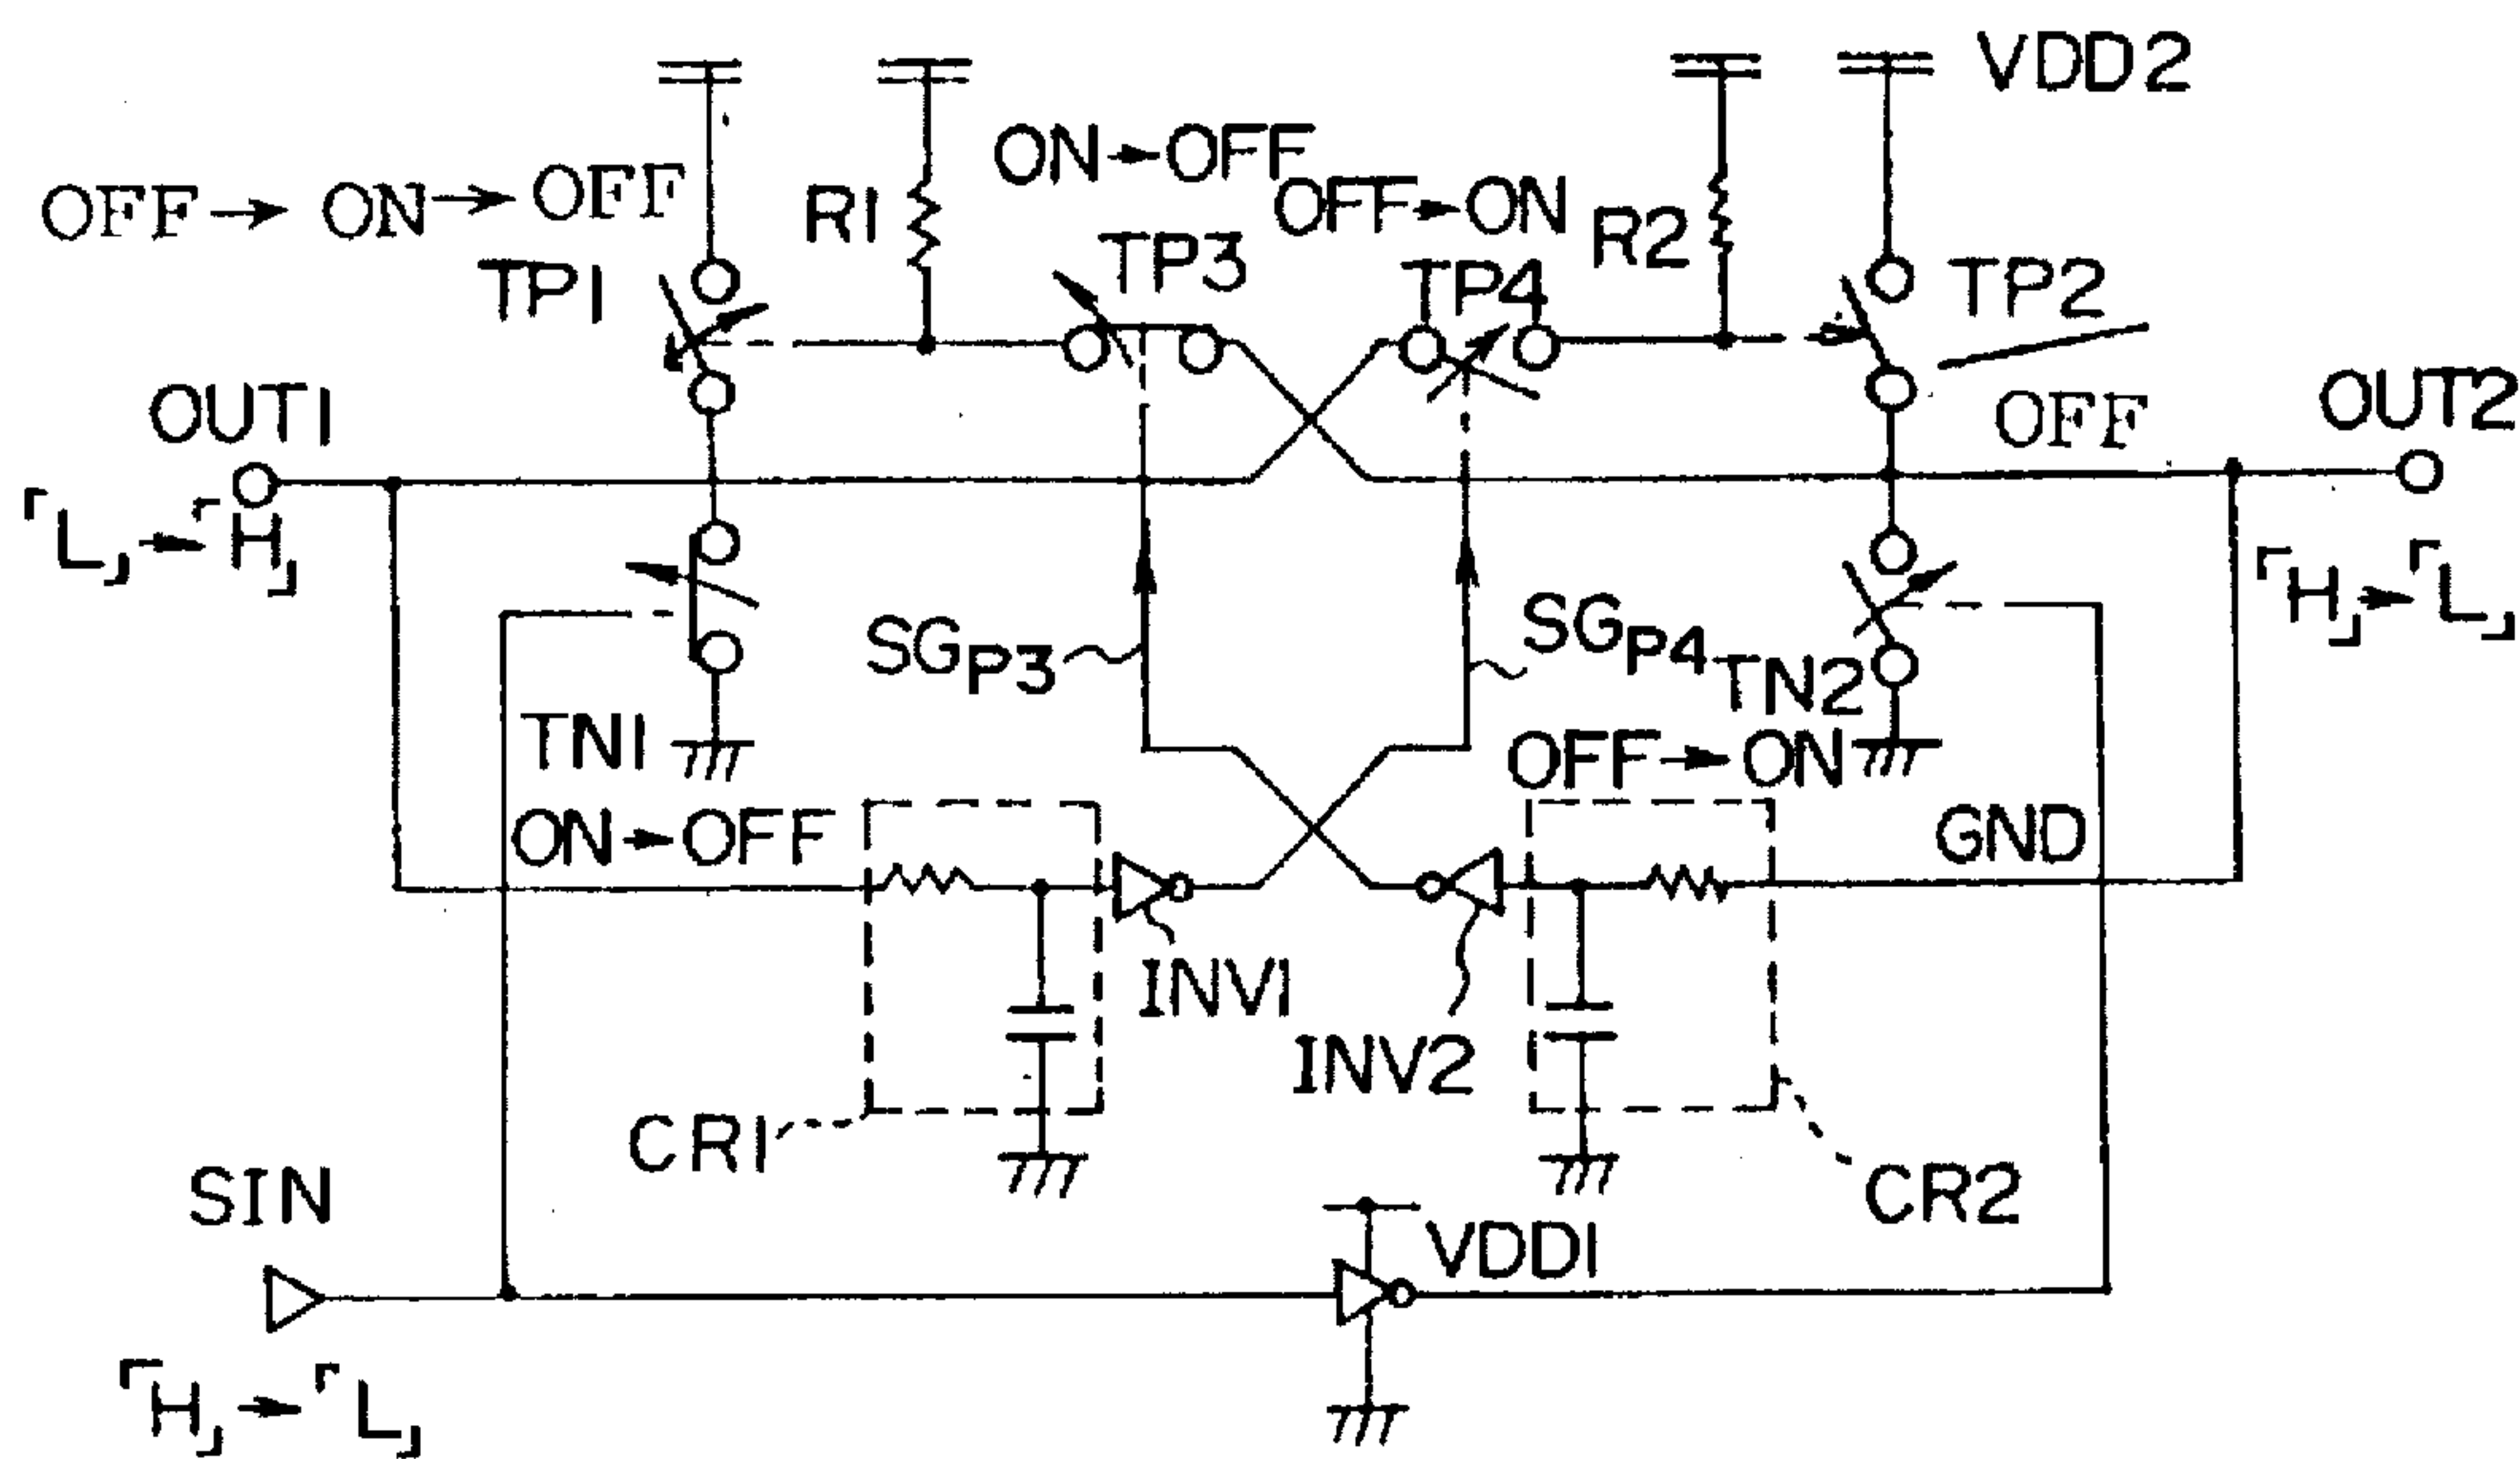 VDD2
ON→OFF
OFF→ON→OFF
R1
OFF→ON
R2
TP3
TP1
TP4
TP2
OUT1
OFF
OUT2
「L」→「H」
「H」→「L」
SGP3
SGP4
TN2
TN1
OFF→ON
ON→OFF
GND
INV1
INV2
CR1
SIN
CR2
VDD1
「H」→「L」